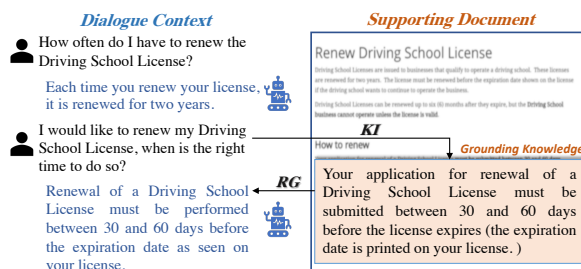 Dialogue Context
How often do I have to renew the
Driving School License?
Each time you renew your license,
it is renewed for two years.
I would like to renew my Driving
School License, when is the right
time to do so?
Renewal of a Driving School
License must be performed
between 30 and 60 days before
the expiration date as seen on
your license.
KI
RG
Supporting Document
Renew Driving School License
Driving School Licenses are issued to businesses that qualify to operate a driving school. These licenses
are renewed for two years. The license must be renewed before the expiration date shown on the license
if the driving school wants to continue to operate the business.
Driving School Licenses can be renewed up to six (6) months after they expire, but the Driving School
business cannot operate unless the license is valid.
How to renew
Grounding Knowledge
Your application for renewal of a
Driving School License must be
submitted between 30 and 60 days
before the license expires (the expiration
date is printed on your license. )